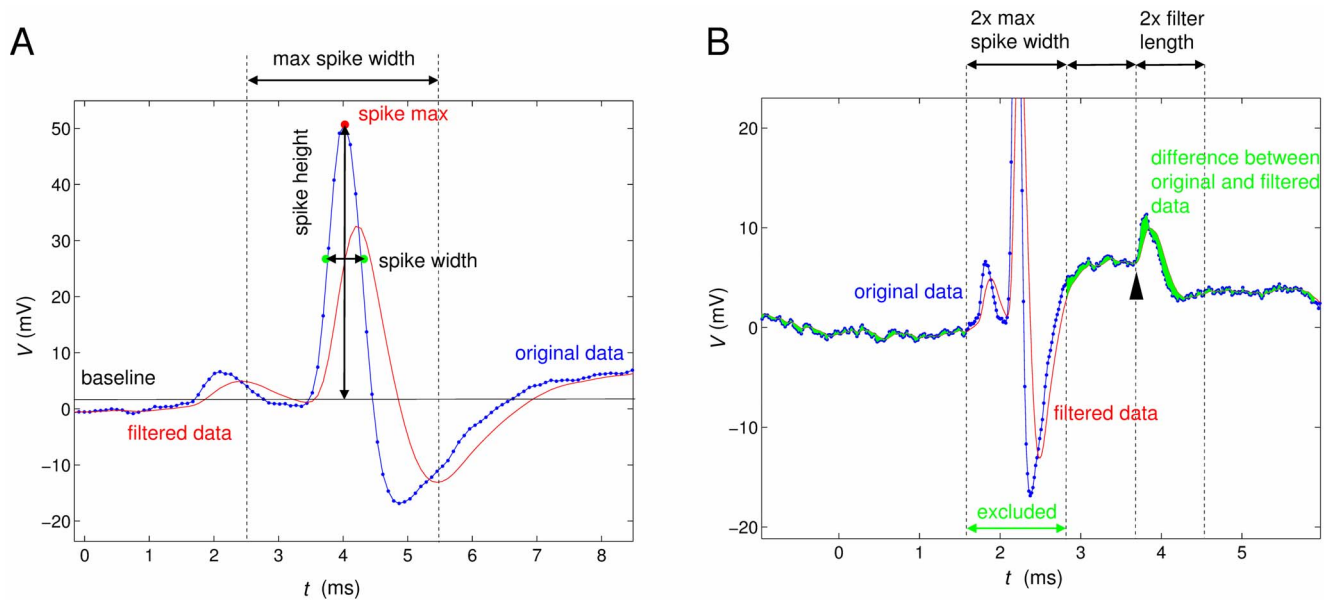 A
max spike width
spike max
spike height
spike width
original data
baseline
filtered data
50
40
30
20
10
0
−10
−20
V (mV)
0 1 2 3 4 5 6 7 8
t (ms)
B
2x max
spike width
2x filter
length
difference between
original and filtered
data
original data
filtered data
excluded
20
10
0
−10
−20
V (mV)
0 1 2 3 4 5
t (ms)